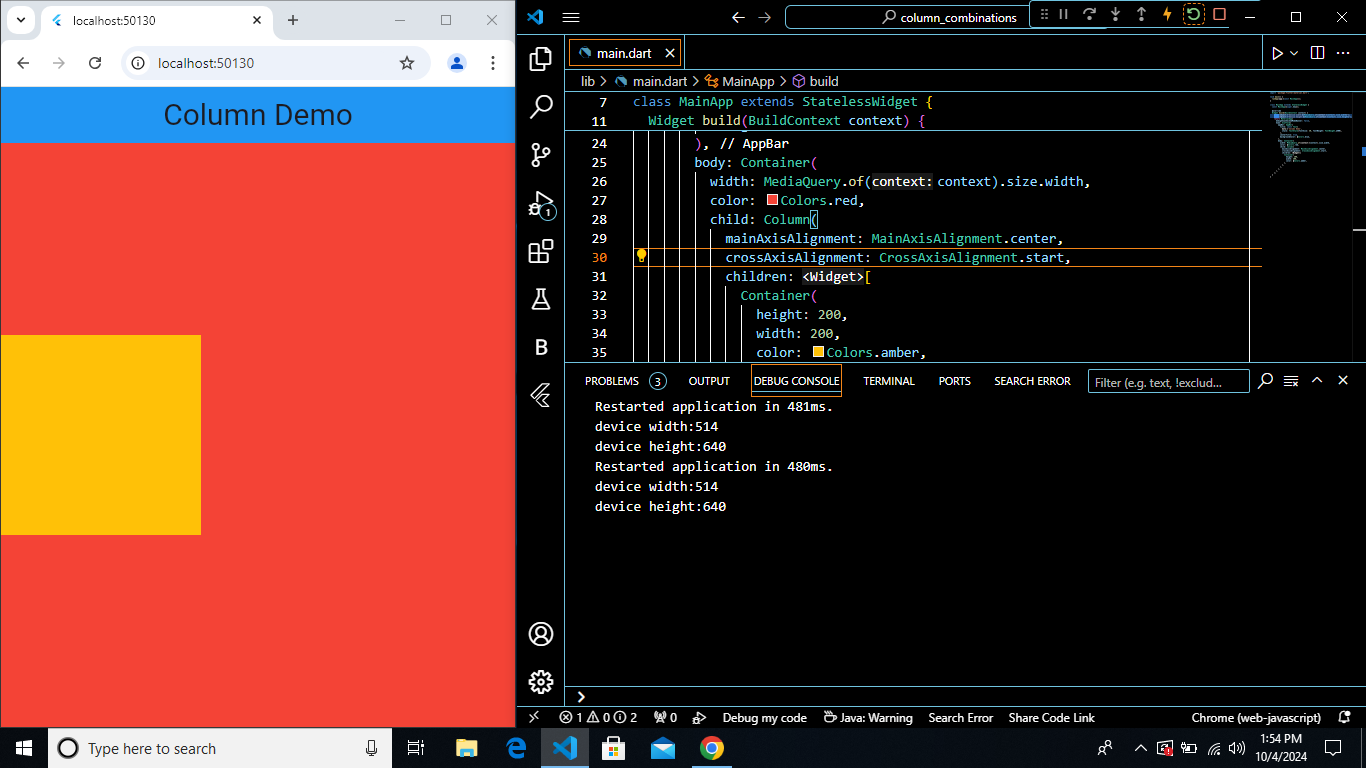 localhost:50130
localhost:50130
Column Demo
column_combinations
main.dart
lib > main.dart > MainApp > build
7 class MainApp extends StatelessWidget {
11 Widget build(BuildContext context) {
24 ), // AppBar
25 body: Container(
26 width: MediaQuery.of(context: context).size.width,
27 color: Colors.red,
28 child: Column(
29 mainAxisAlignment: MainAxisAlignment.center,
30 crossAxisAlignment: CrossAxisAlignment.start,
31 children: <Widget>[
32 Container(
33 height: 200,
34 width: 200,
35 color: Colors.amber,
1
B
PROBLEMS 3 OUTPUT DEBUG CONSOLE TERMINAL PORTS SEARCH ERROR Filter (e.g. text, !exclud...
Restarted application in 481ms.
device width:514
device height:640
Restarted application in 480ms.
device width:514
device height:640
1 0 2 0 Debug my code Java: Warning Search Error Share Code Link Chrome (web-javascript)
Type here to search
1:54 PM
10/4/2024